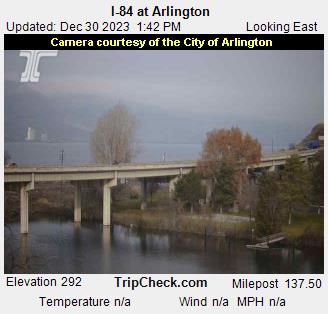 I-84 at Arlington
Updated: Dec 30 2023 1:42 PM Looking East
Camera courtesy of the City of Arlington
Elevation 292 TripCheck.com Milepost 137.50
Temperature n/a Wind n/a MPH n/a